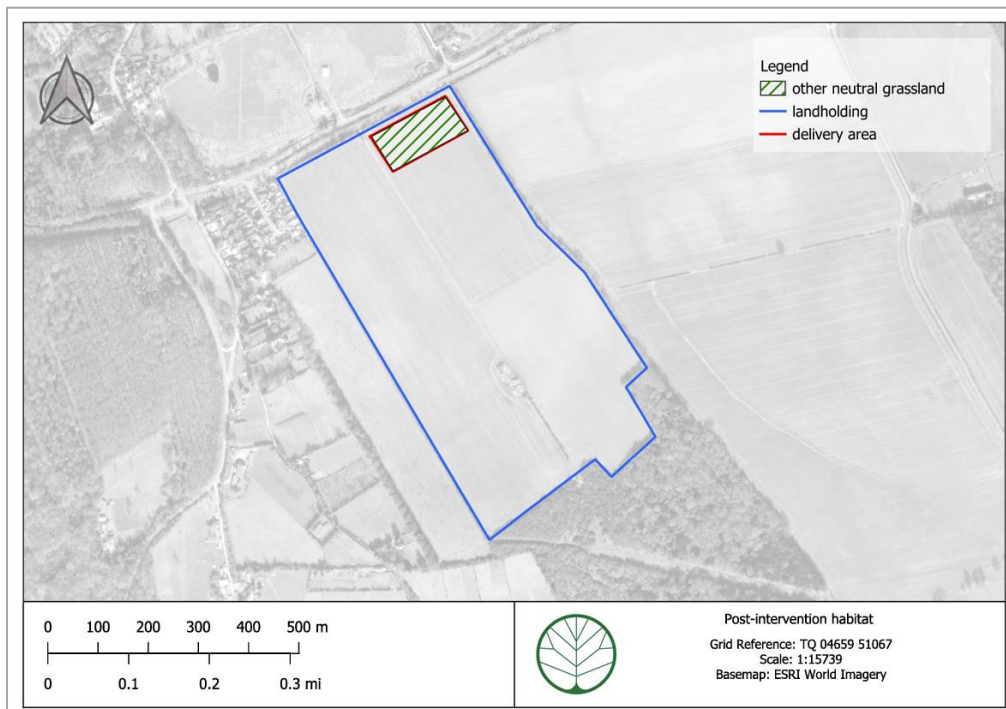 Legend
other neutral grassland
landholding
delivery area
0 100 200 300 400 500 m
0 0.1 0.2 0.3 mi
Post-intervention habitat
Grid Reference: TQ 04659 51067
Scale: 1:15739
Basemap: ESRI World Imagery